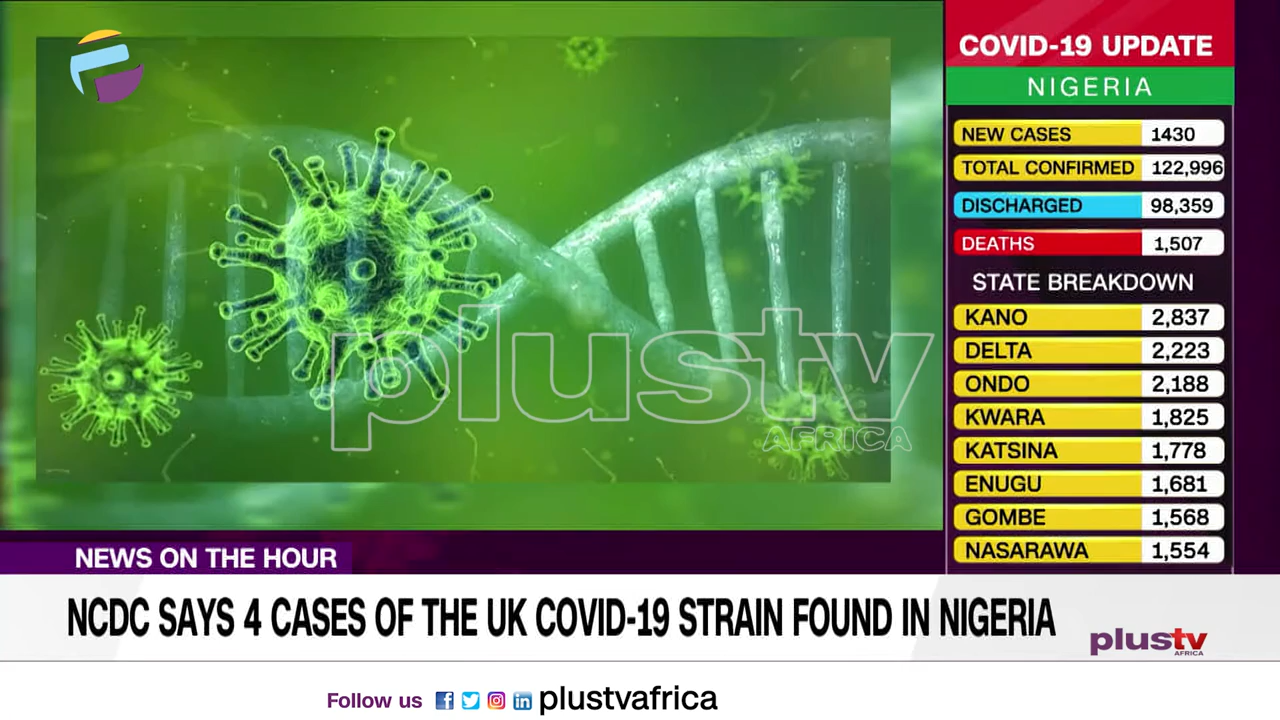 COVID-19 UPDATE
NIGERIA
NEW CASES 1430
TOTAL CONFIRMED 122,996
DISCHARGED 98,359
DEATHS 1,507
STATE BREAKDOWN
KANO 2,837
DELTA 2,223
ONDO 2,188
KWARA 1,825
KATSINA 1,778
ENUGU 1,681
GOMBE 1,568
NASARAWA 1,554
plustv
AFRICA
NEWS ON THE HOUR
NCDC SAYS 4 CASES OF THE UK COVID-19 STRAIN FOUND IN NIGERIA
plustv
AFRICA
Follow us plustvafrica